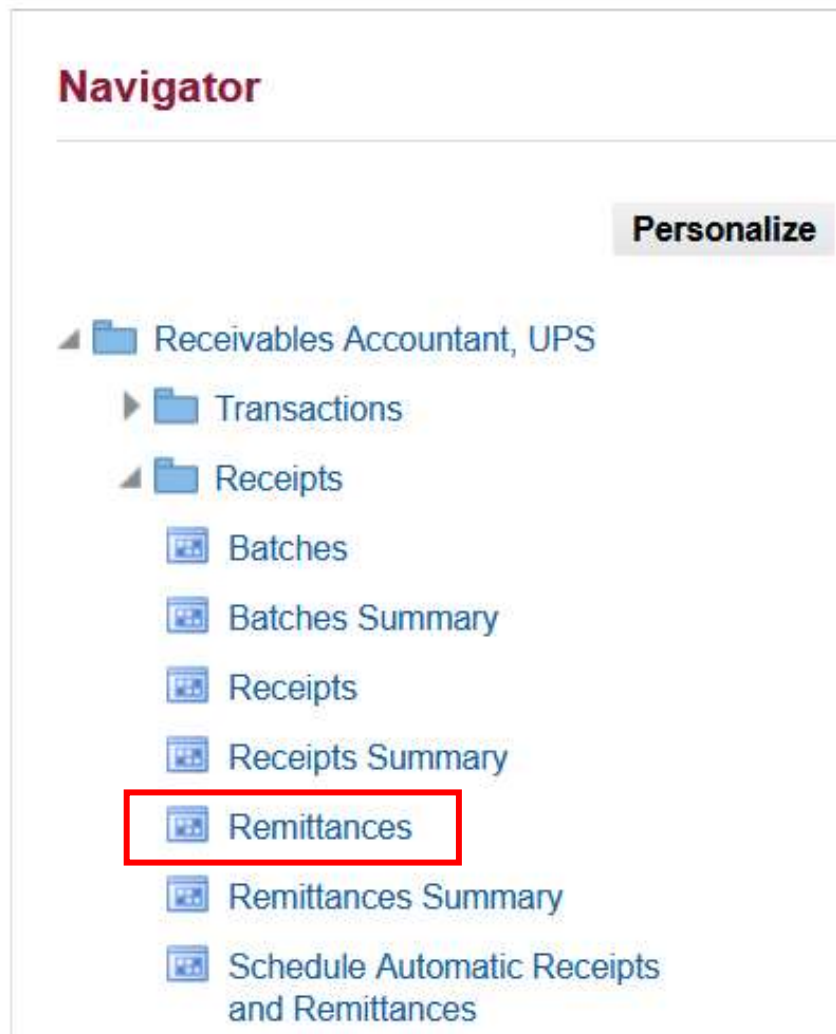 Navigator
Personalize
Receivables Accountant, UPS
Transactions
Receipts
Batches
Batches Summary
Receipts
Receipts Summary
Remittances
Remittances Summary
Schedule Automatic Receipts
and Remittances